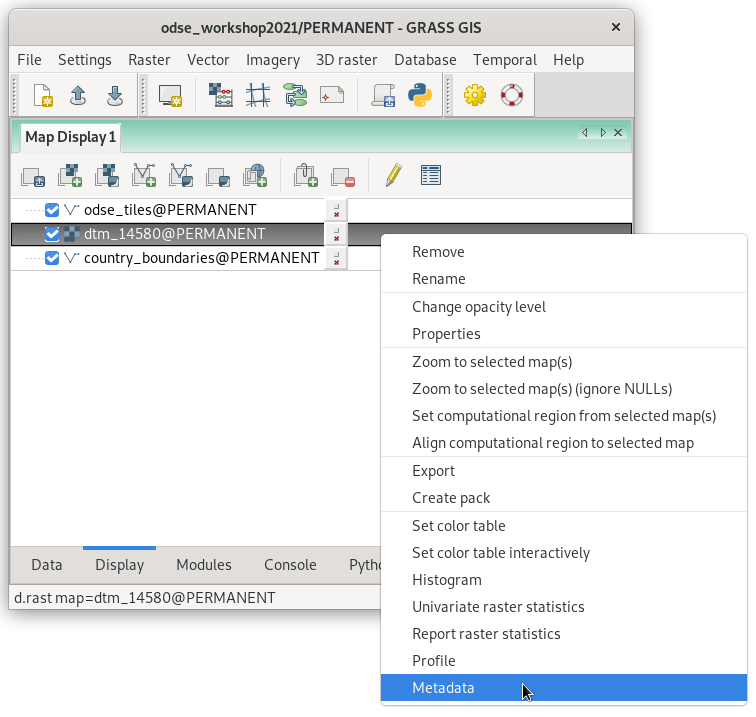 odse_workshop2021/PERMANENT - GRASS GIS
File Settings Raster Vector Imagery 3D raster Database Temporal Help
Map Display1
odse_tiles@PERMANENT
dtm_14580@PERMANENT
country_boundaries@PERMANENT
Remove
Rename
Change opacity level
Properties
Zoom to selected map(s)
Zoom to selected map(s) (ignore NULLs)
Set computational region from selected map(s)
Align computational region to selected map
Export
Create pack
Set color table
Set color table interactively
Histogram
Univariate raster statistics
Report raster statistics
Profile
Metadata
Data Display Modules Console Pytho
d.rast map=dtm_14580@PERMANENT